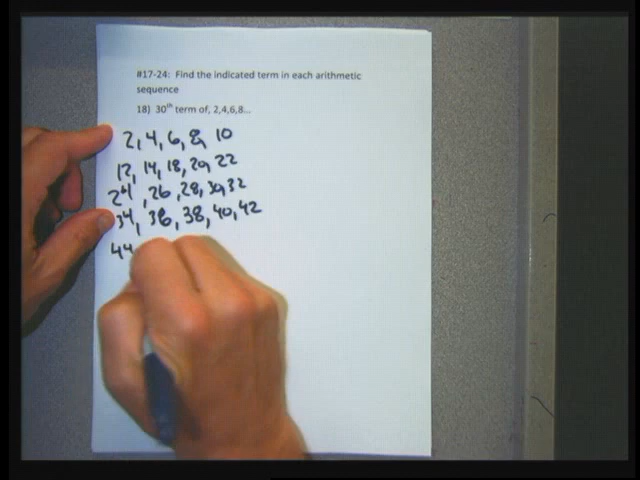 #17-24: Find the indicated term in each arithmetic
sequence
18) 30th term of, 2,4,6,8...
2, 4, 6, 8, 10
12, 14, 18, 20, 22
24, 26, 28, 30, 32
34, 36, 38, 40, 42
44